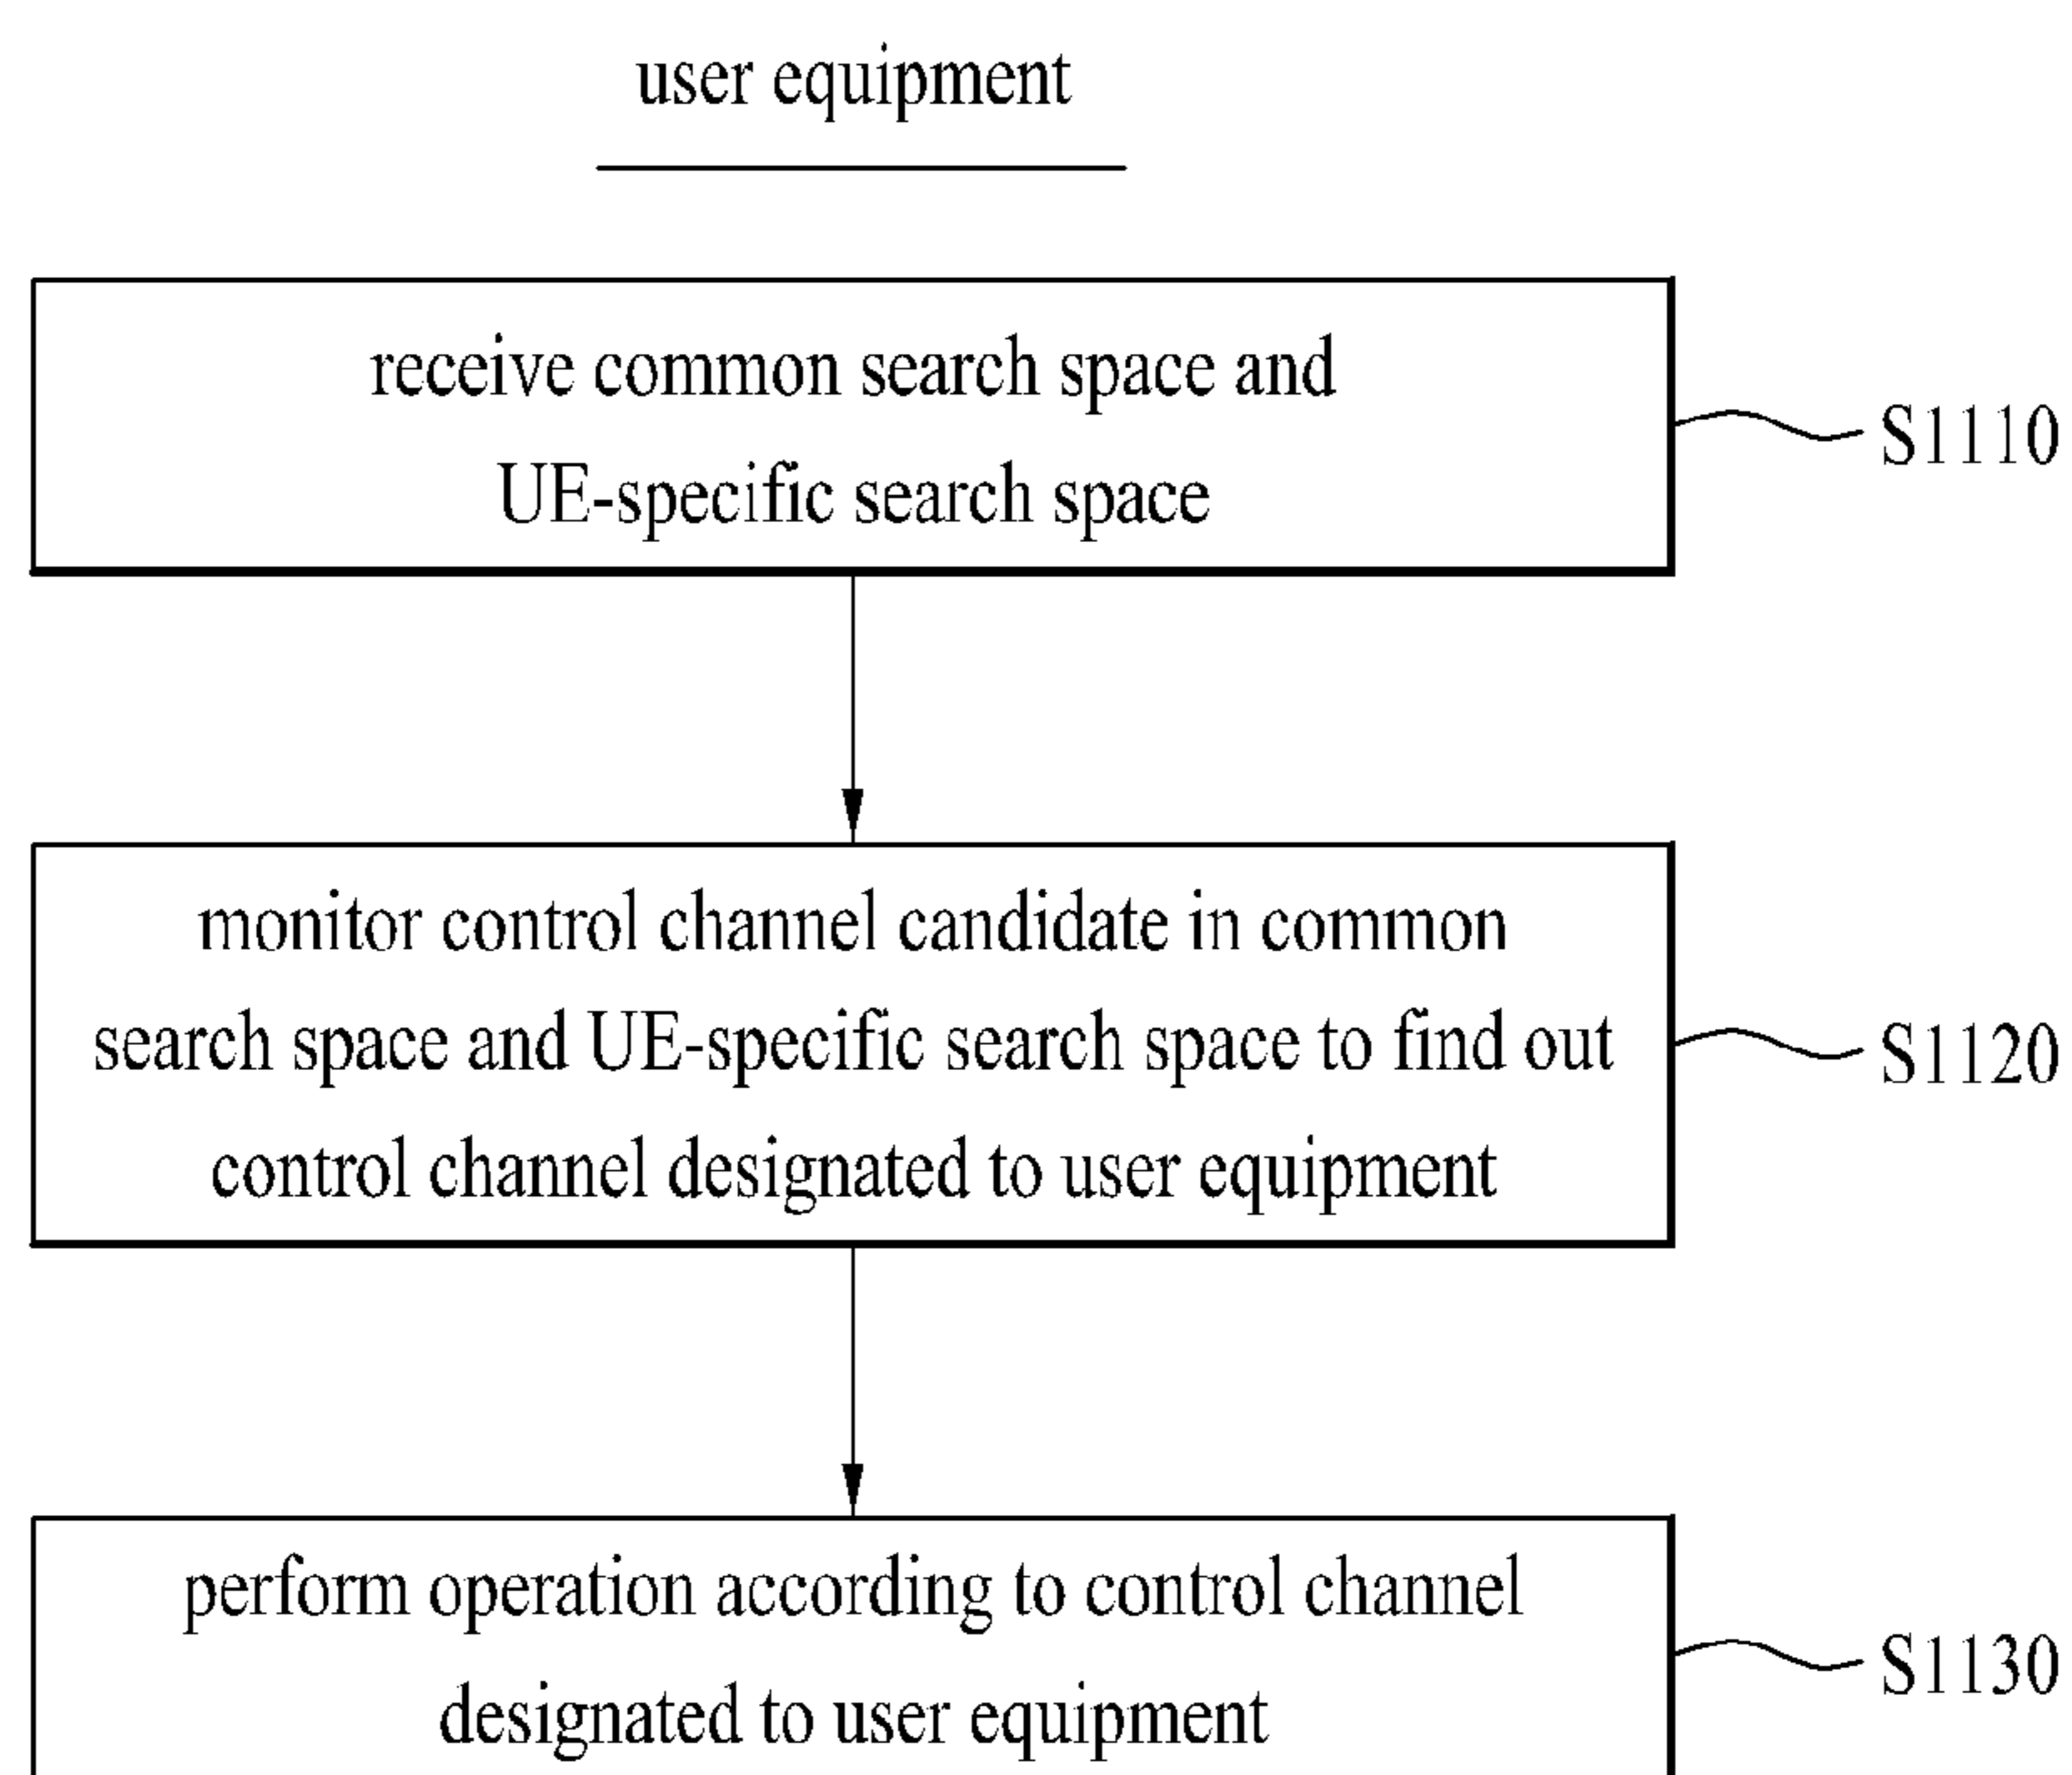 user equipment
receive common search space and
UE-specific search space
S1110
monitor control channel candidate in common
search space and UE-specific search space to find out
control channel designated to user equipment
S1120
perform operation according to control channel
designated to user equipment
S1130